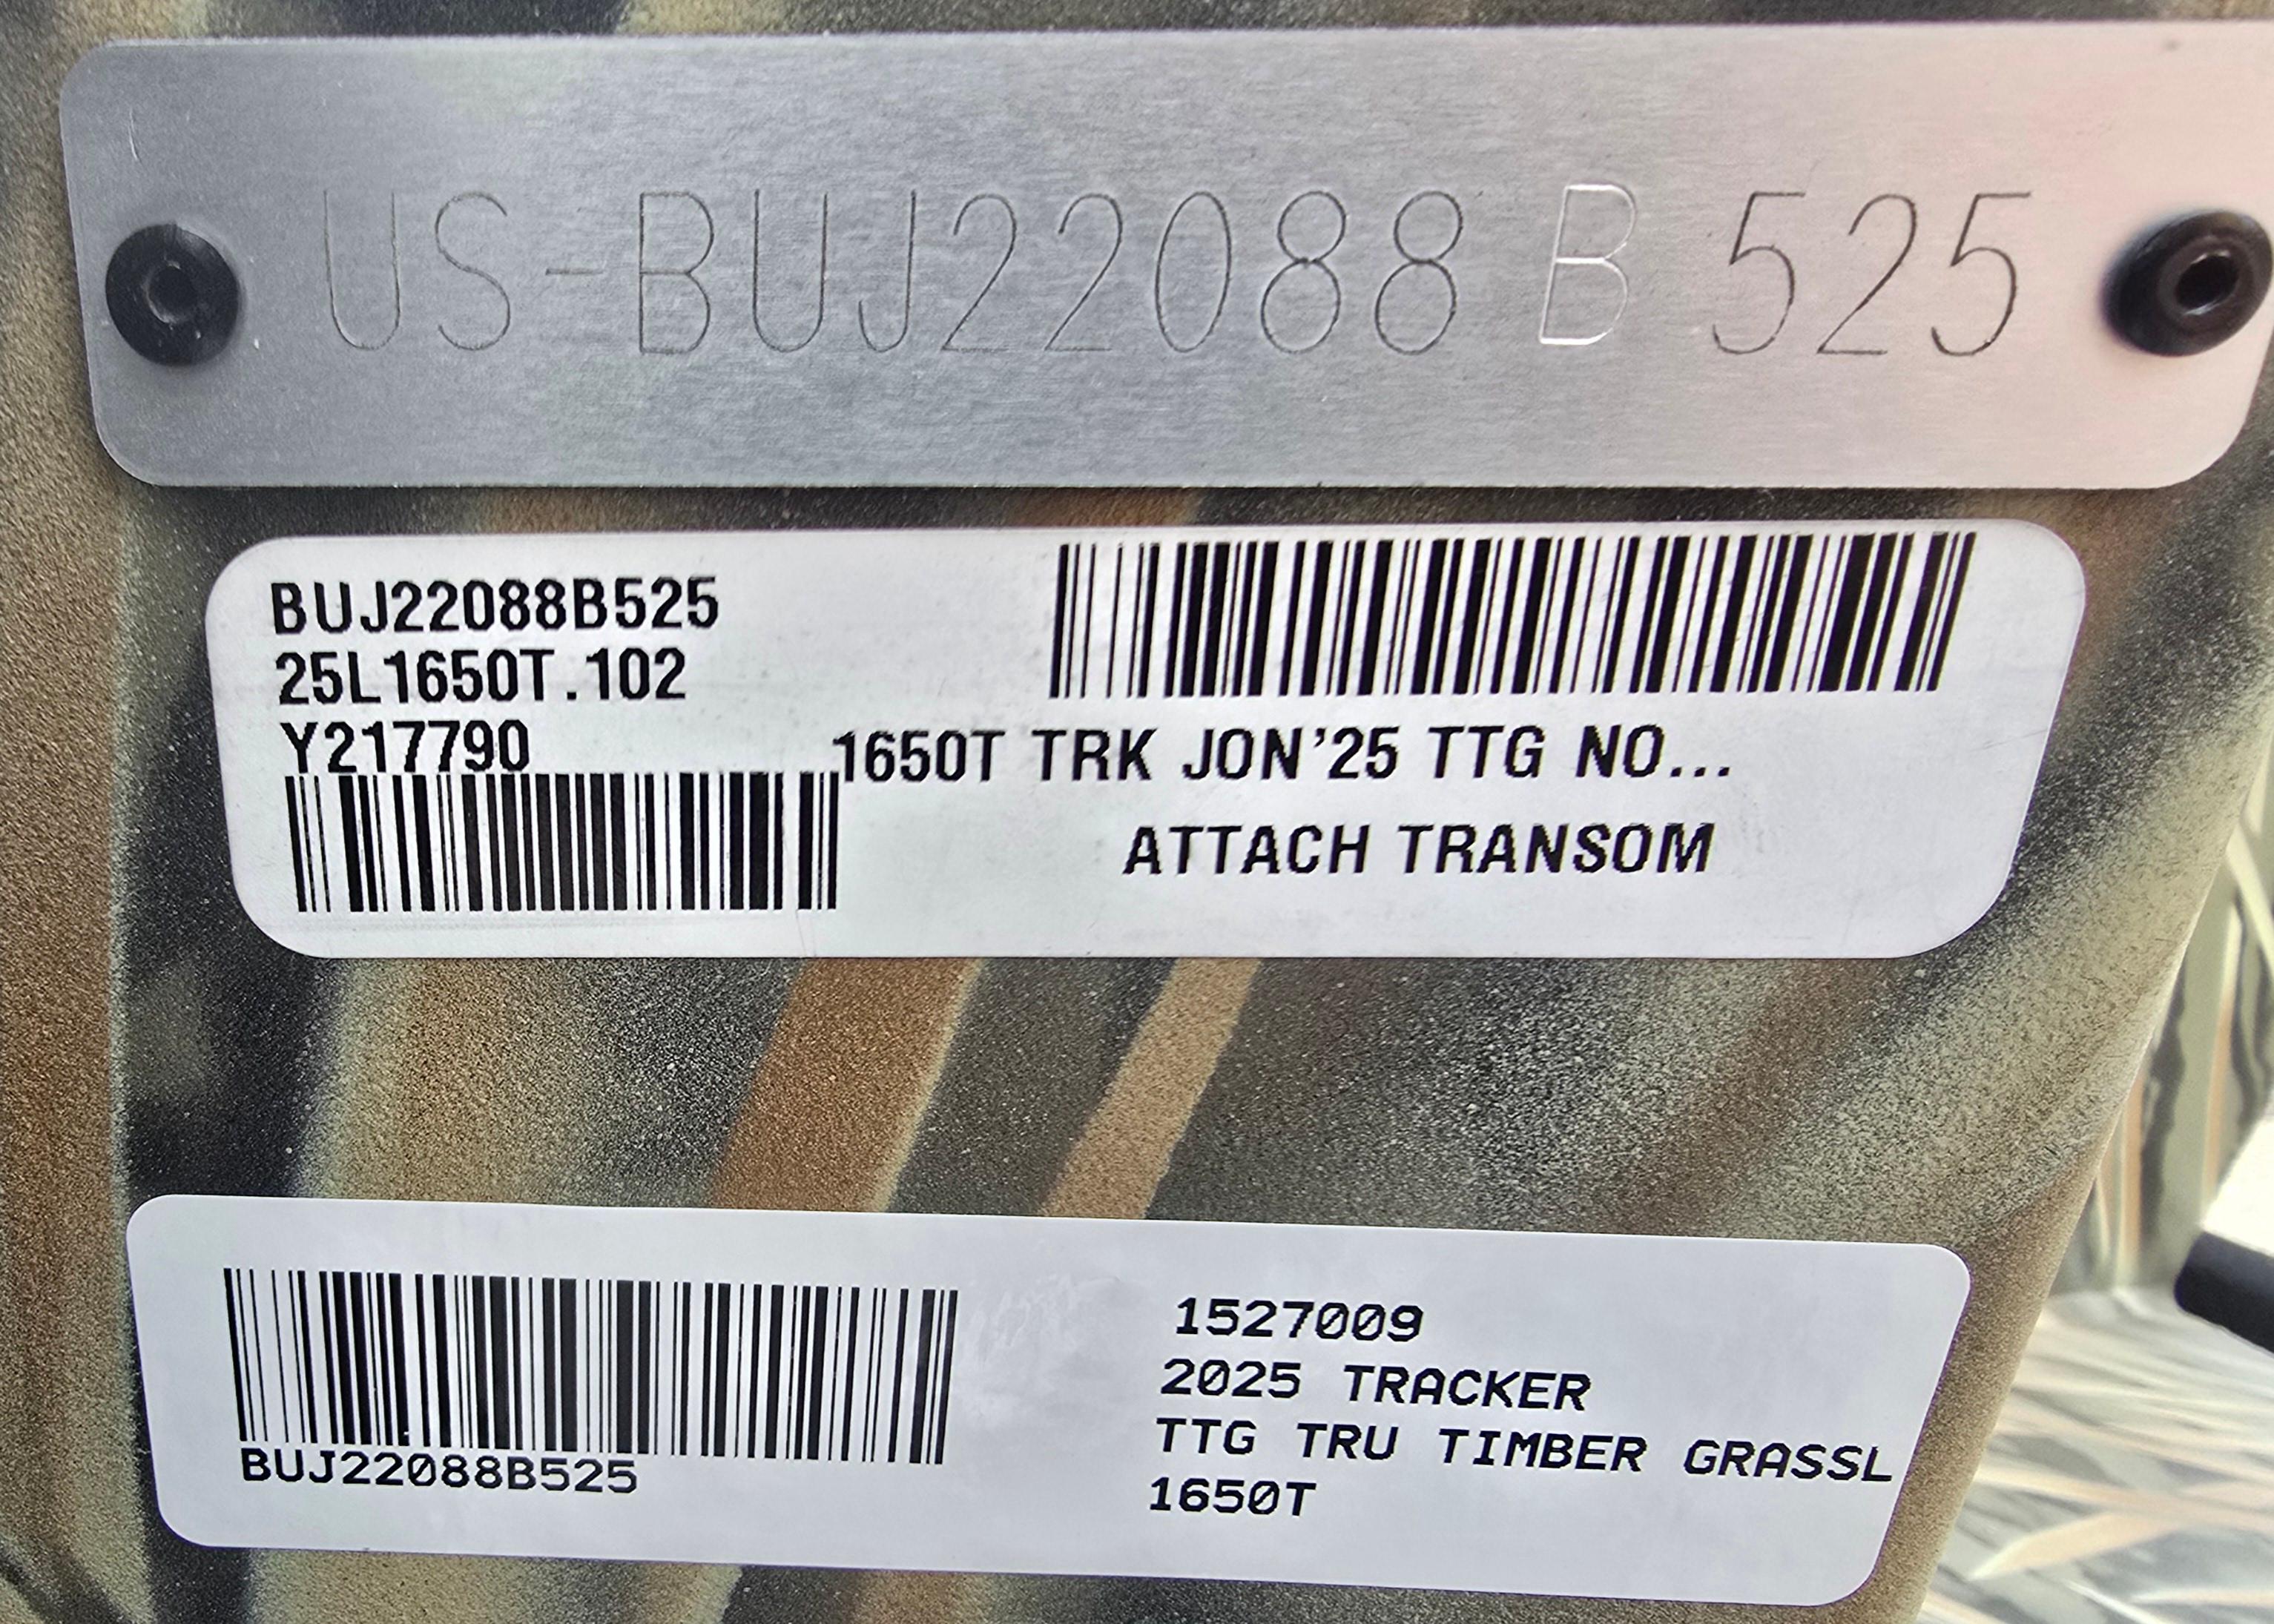 US-BUJ22088 B 525
BUJ22088B525
25L1650T.102
Y217790
1650T TRK JON'25 TTG NO...
ATTACH TRANSOM
BUJ22088B525
1527009
2025 TRACKER
TTG TRU TIMBER GRASSL
1650T